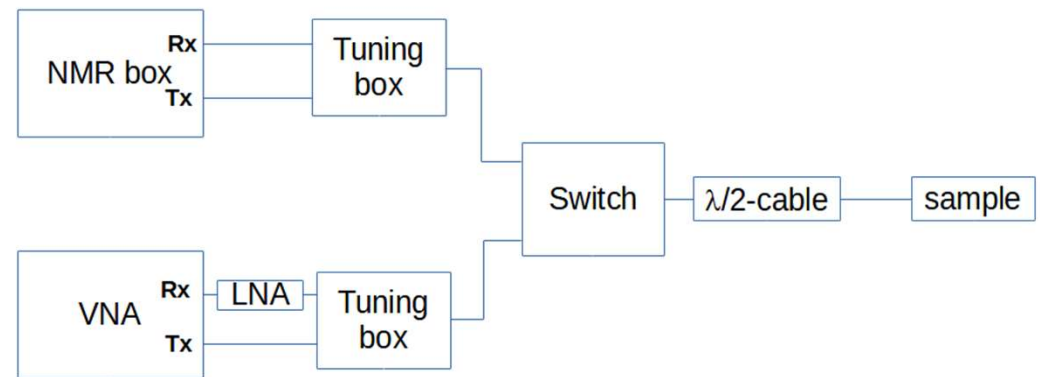 Rx
NMR box
Tx
Tuning
box
Switch
λ/2-cable
sample
Rx
LNA
VNA
Tx
Tuning
box